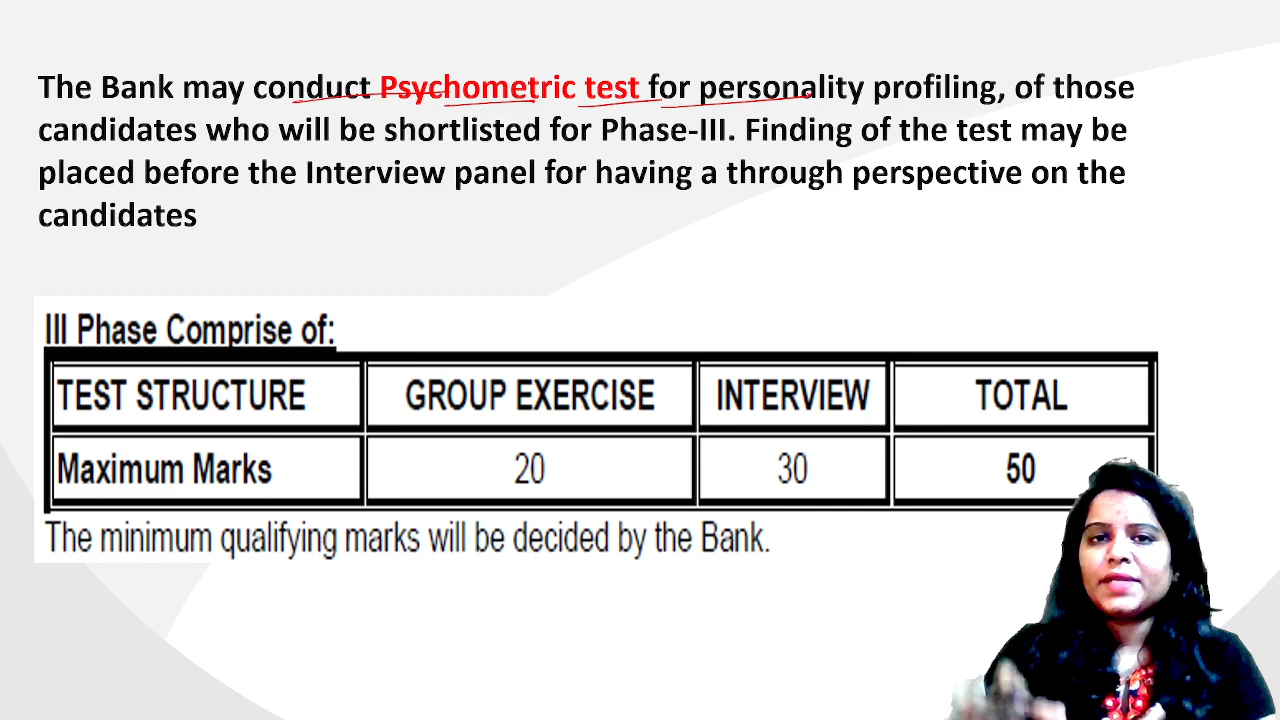 The Bank may conduct Psychometric test for personality profiling, of those
candidates who will be shortlisted for Phase-III. Finding of the test may be
placed before the Interview panel for having a through perspective on the
candidates
III Phase Comprise of:
TEST STRUCTURE GROUP EXERCISE INTERVIEW TOTAL
Maximum Marks 20 30 50
The minimum qualifying marks will be decided by the Bank.